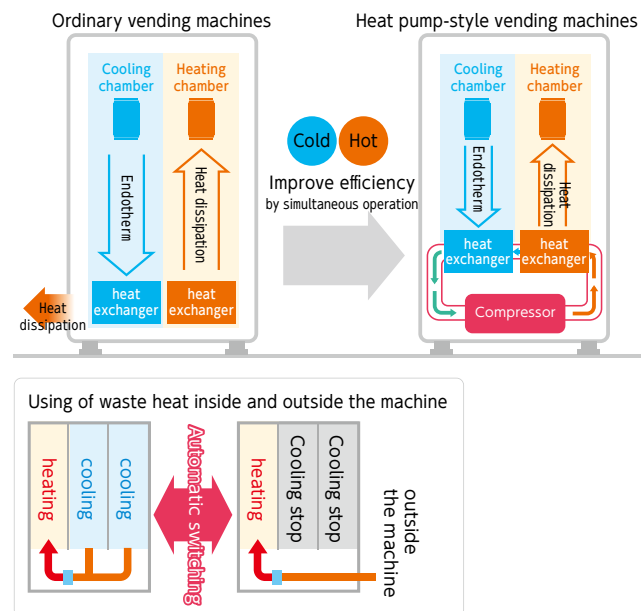 Ordinary vending machines
Cooling
chamber
Heating
chamber
Endotherm
Heat dissipation
heat
exchanger
heat
exchanger
Heat
dissipation
Cold
Hot
Improve efficiency
by simultaneous operation
Heat pump-style vending machines
Cooling
chamber
Heating
chamber
Endotherm
Heat
dissipation
heat
exchanger
heat
exchanger
Compressor
Using of waste heat inside and outside the machine
heating
cooling
cooling
Automatic switching
heating
Cooling stop
Cooling stop
outside
the machine